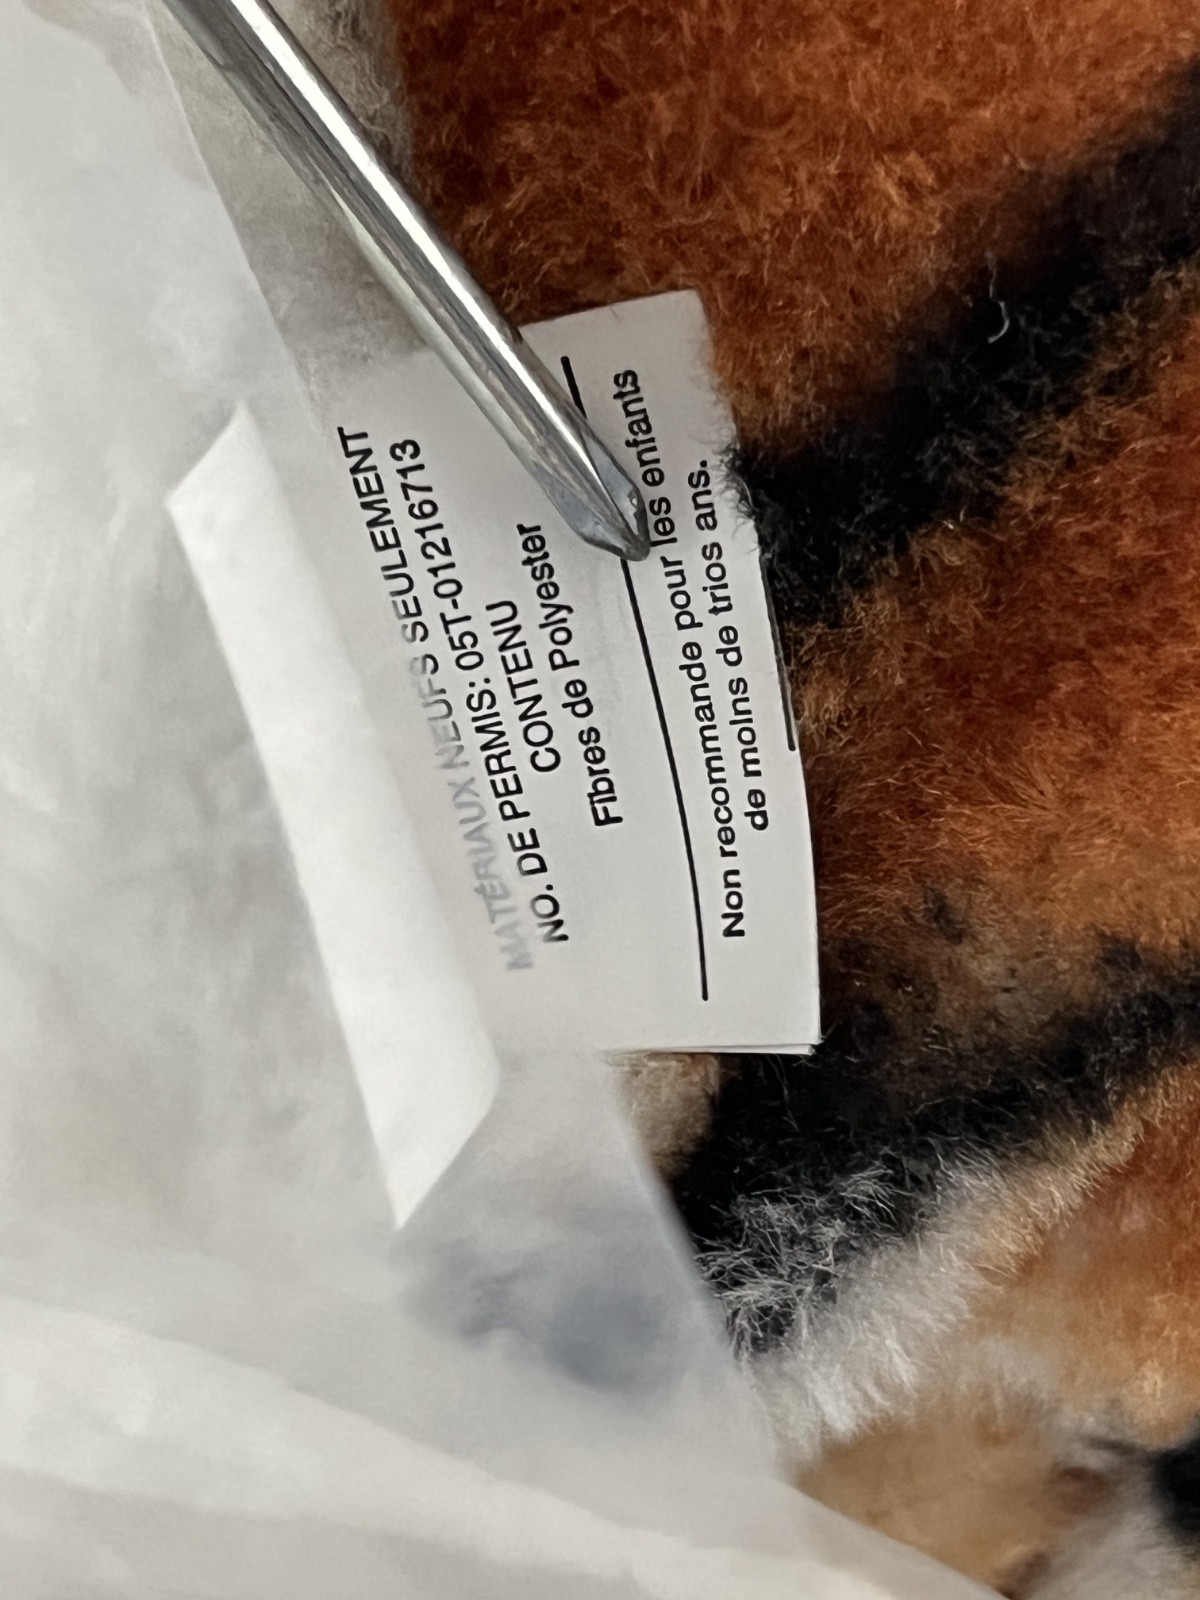 MATÉRIAUX NEUFS SEULEMENT
NO. DE PERMIS: 05T-01216713
CONTENU
Fibres de Polyester
Non recommande pour les enfants
de moins de trios ans.